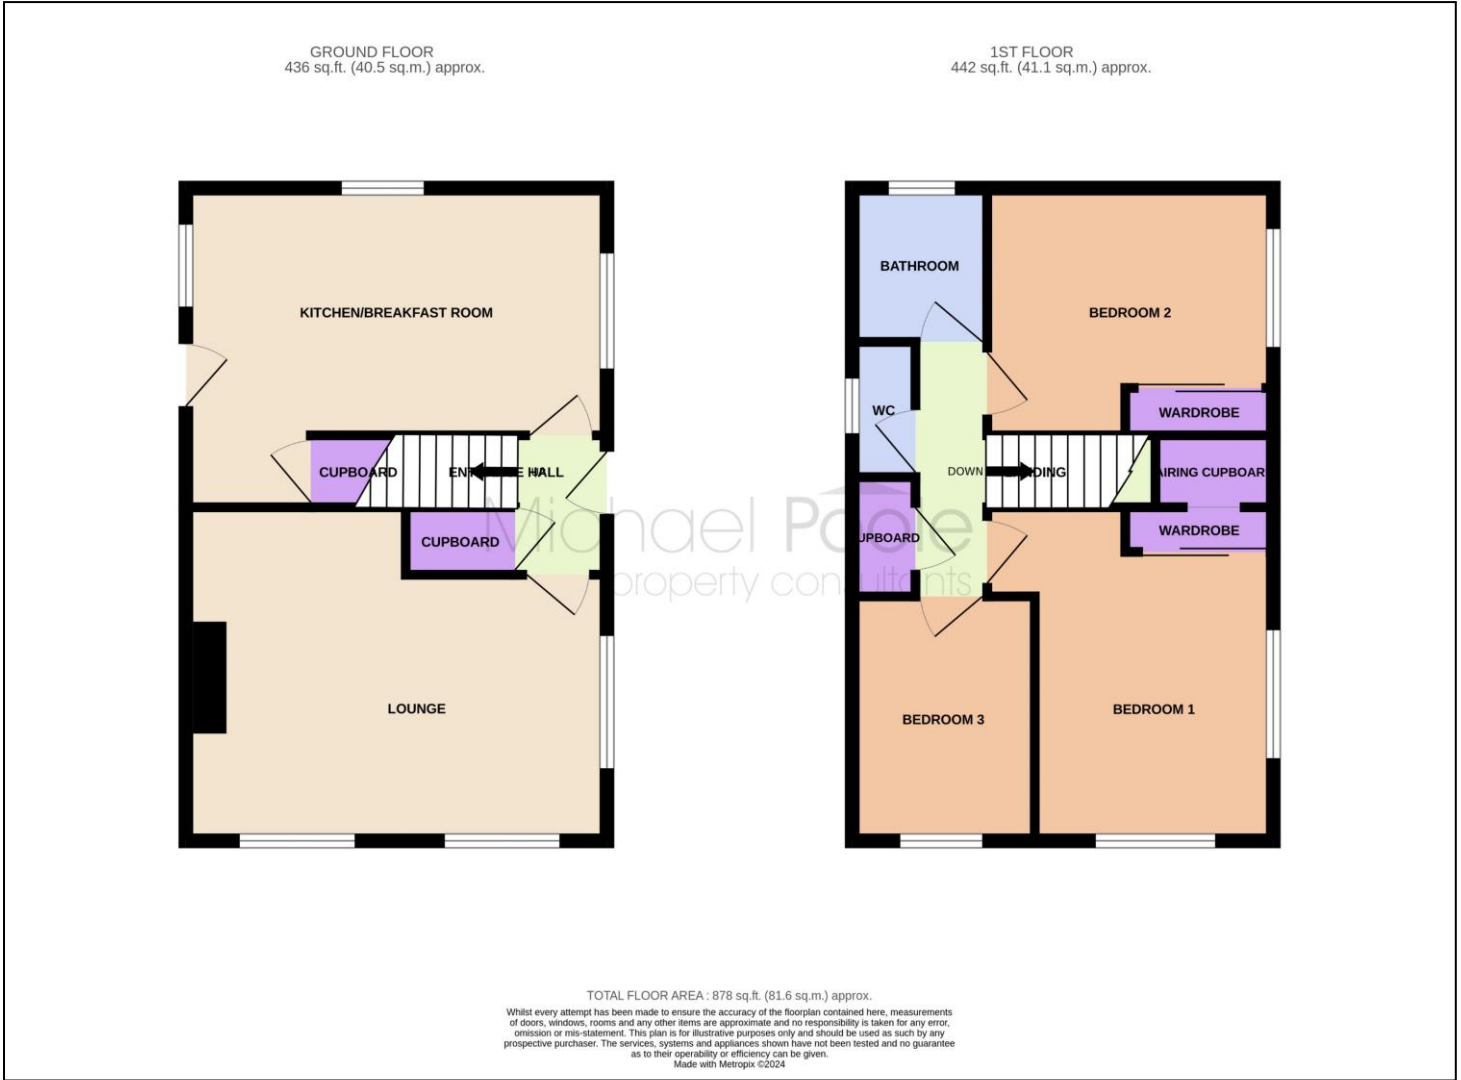 GROUND FLOOR
436 sq.ft. (40.5 sq.m.) approx.
1ST FLOOR
442 sq.ft. (41.1 sq.m.) approx.
KITCHEN/BREAKFAST ROOM
CUPBOARD
HALL
CUPBOARD
LOUNGE
BATHROOM
BEDROOM 2
WC
WARDROBE
DOWN
AIRING CUPBOAR
WARDROBE
UPBOARD
BEDROOM 3
BEDROOM 1
Michael Poole
property consultants
TOTAL FLOOR AREA : 878 sq.ft. (81.6 sq.m.) approx.
Whilst every attempt has been made to ensure the accuracy of the floorplan contained here, measurements
of doors, windows, rooms and any other items are approximate and no responsibility is taken for any error,
omission or mis-statement. This plan is for illustrative purposes only and should be used as such by any
prospective purchaser. The services, systems and appliances shown have not been tested and no guarantee
as to their operability or efficiency can be given.
Made with Metropix ©2024